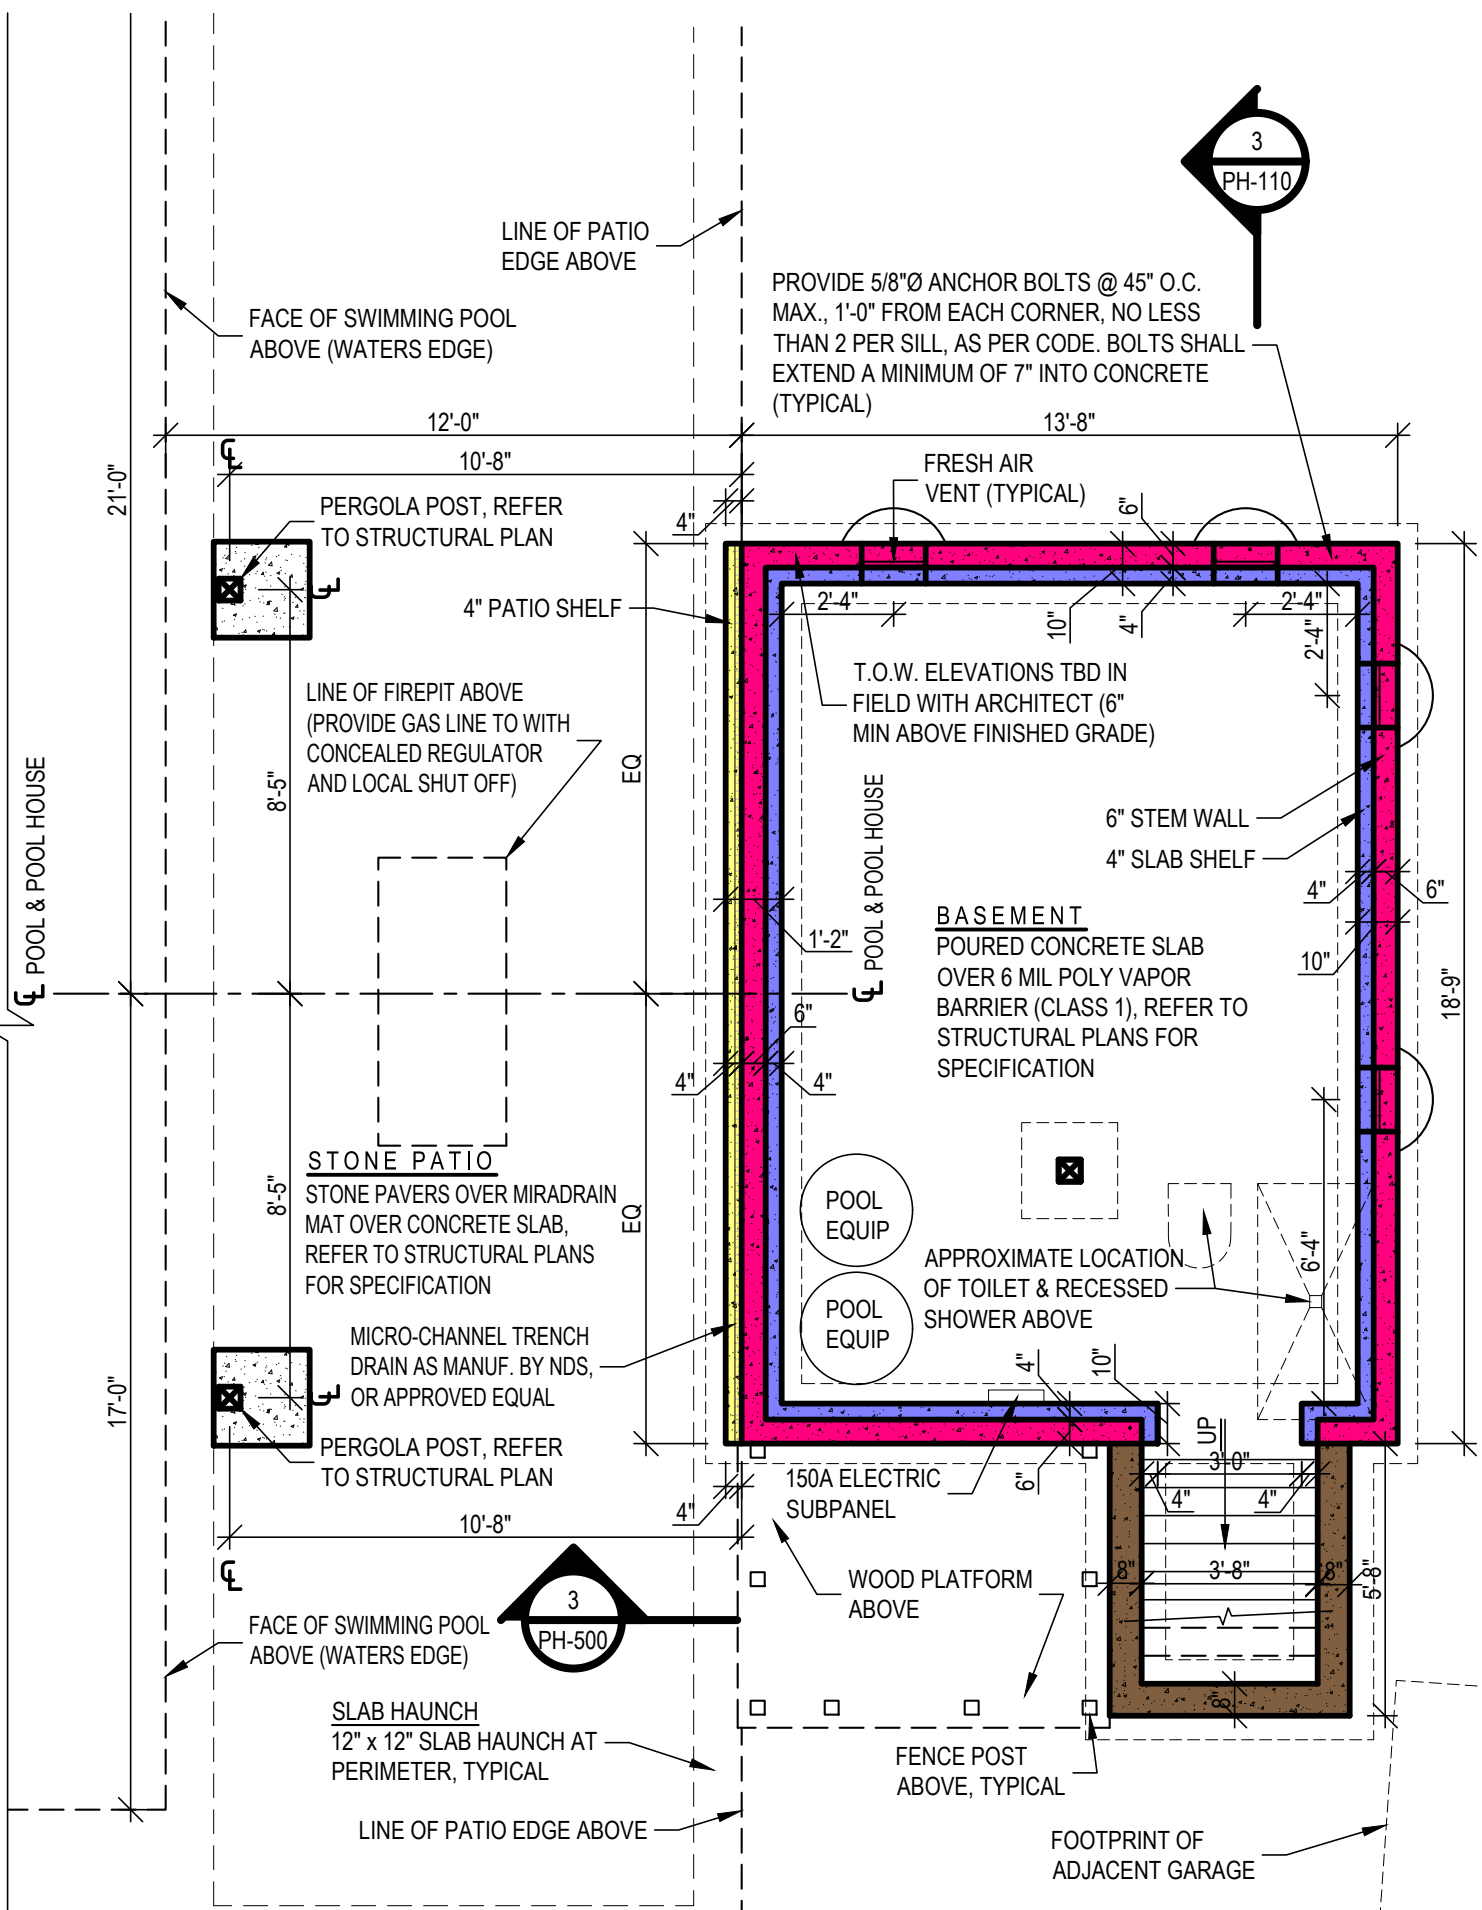 3
PH-110
LINE OF PATIO
EDGE ABOVE
PROVIDE 5/8"Ø ANCHOR BOLTS @ 45" O.C.
MAX., 1'-0" FROM EACH CORNER, NO LESS
THAN 2 PER SILL, AS PER CODE. BOLTS SHALL
EXTEND A MINIMUM OF 7" INTO CONCRETE
(TYPICAL)
FACE OF SWIMMING POOL
ABOVE (WATERS EDGE)
12'-0"
13'-8"
10'-8"
21'-0"
FRESH AIR
VENT (TYPICAL)
PERGOLA POST, REFER
TO STRUCTURAL PLAN
4"
6"
4" PATIO SHELF
2'-4"
10"
4"
2'-4"
2'-4"
T.O.W. ELEVATIONS TBD IN
FIELD WITH ARCHITECT (6"
MIN ABOVE FINISHED GRADE)
LINE OF FIREPIT ABOVE
(PROVIDE GAS LINE TO WITH
CONCEALED REGULATOR
AND LOCAL SHUT OFF)
EQ
8'-5"
POOL & POOL HOUSE
POOL & POOL HOUSE
6" STEM WALL
4" SLAB SHELF
4"
6"
BASEMENT
POURED CONCRETE SLAB
OVER 6 MIL POLY VAPOR
BARRIER (CLASS 1), REFER TO
STRUCTURAL PLANS FOR
SPECIFICATION
1'-2"
10"
18'-9"
6"
4"
4"
STONE PATIO
STONE PAVERS OVER MIRADRAIN
MAT OVER CONCRETE SLAB,
REFER TO STRUCTURAL PLANS
FOR SPECIFICATION
8'-5"
EQ
POOL
EQUIP
POOL
EQUIP
APPROXIMATE LOCATION
OF TOILET & RECESSED
SHOWER ABOVE
6'-4"
MICRO-CHANNEL TRENCH
DRAIN AS MANUF. BY NDS,
OR APPROVED EQUAL
17'-0"
4"
10"
PERGOLA POST, REFER
TO STRUCTURAL PLAN
UP
3'-0"
150A ELECTRIC
SUBPANEL
6"
4"
4"
4"
10'-8"
WOOD PLATFORM
ABOVE
8"
3'-8"
8"
5'-8"
3
PH-500
FACE OF SWIMMING POOL
ABOVE (WATERS EDGE)
8"
SLAB HAUNCH
12" x 12" SLAB HAUNCH AT
PERIMETER, TYPICAL
FENCE POST
ABOVE, TYPICAL
LINE OF PATIO EDGE ABOVE
FOOTPRINT OF
ADJACENT GARAGE